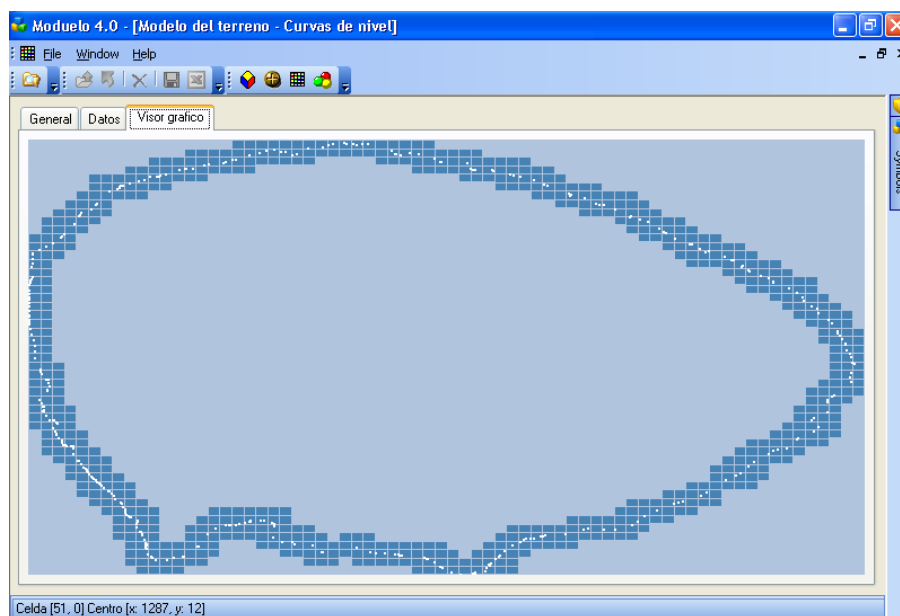 Moduelo 4.0 - [Modelo del terreno - Curvas de nivel]
File Window Help
General Datos Visor grafico
Symbols
Celda [51, 0] Centro [x: 1287, y: 12]